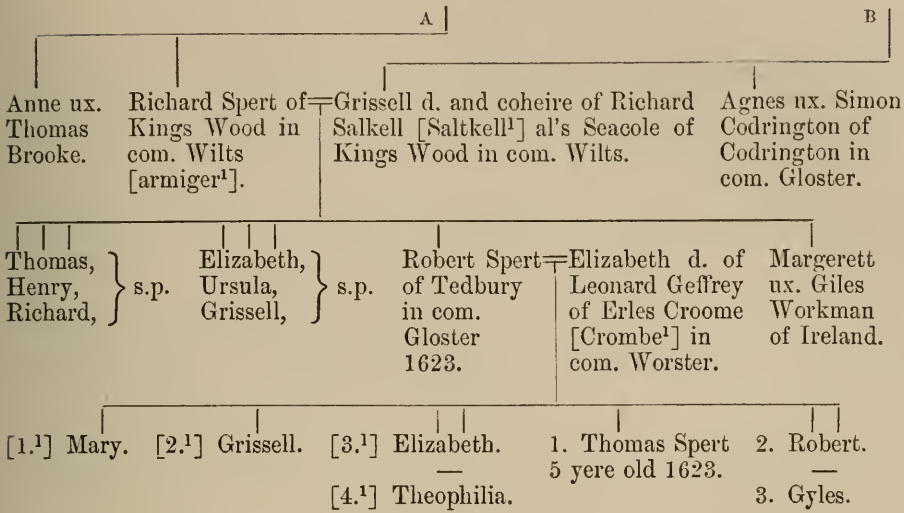 A
B
Anne ux.
Thomas
Brooke.
Richard Spert of
Kings Wood in
com. Wilts
[armiger¹].
Grissell d. and coheire of Richard
Salkell [Saltkell¹] al's Seacole of
Kings Wood in com. Wilts.
Agnes ux. Simon
Codrington of
Codrington in
com. Gloster.
Thomas,
Henry,
Richard,
s.p.
Elizabeth,
Ursula,
Grissell,
s.p.
Robert Spert
of Tedbury
in com.
Gloster
1623.
Elizabeth d. of
Leonard Geffrey
of Erles Croome
[Crombe¹] in
com. Worster.
Margerett
ux. Giles
Workman
of Ireland.
[1.¹] Mary.
[2.¹] Grissell.
[3.¹] Elizabeth.
—
[4.¹] Theophilia.
1. Thomas Spert
5 yere old 1623.
2. Robert.
—
3. Gyles.